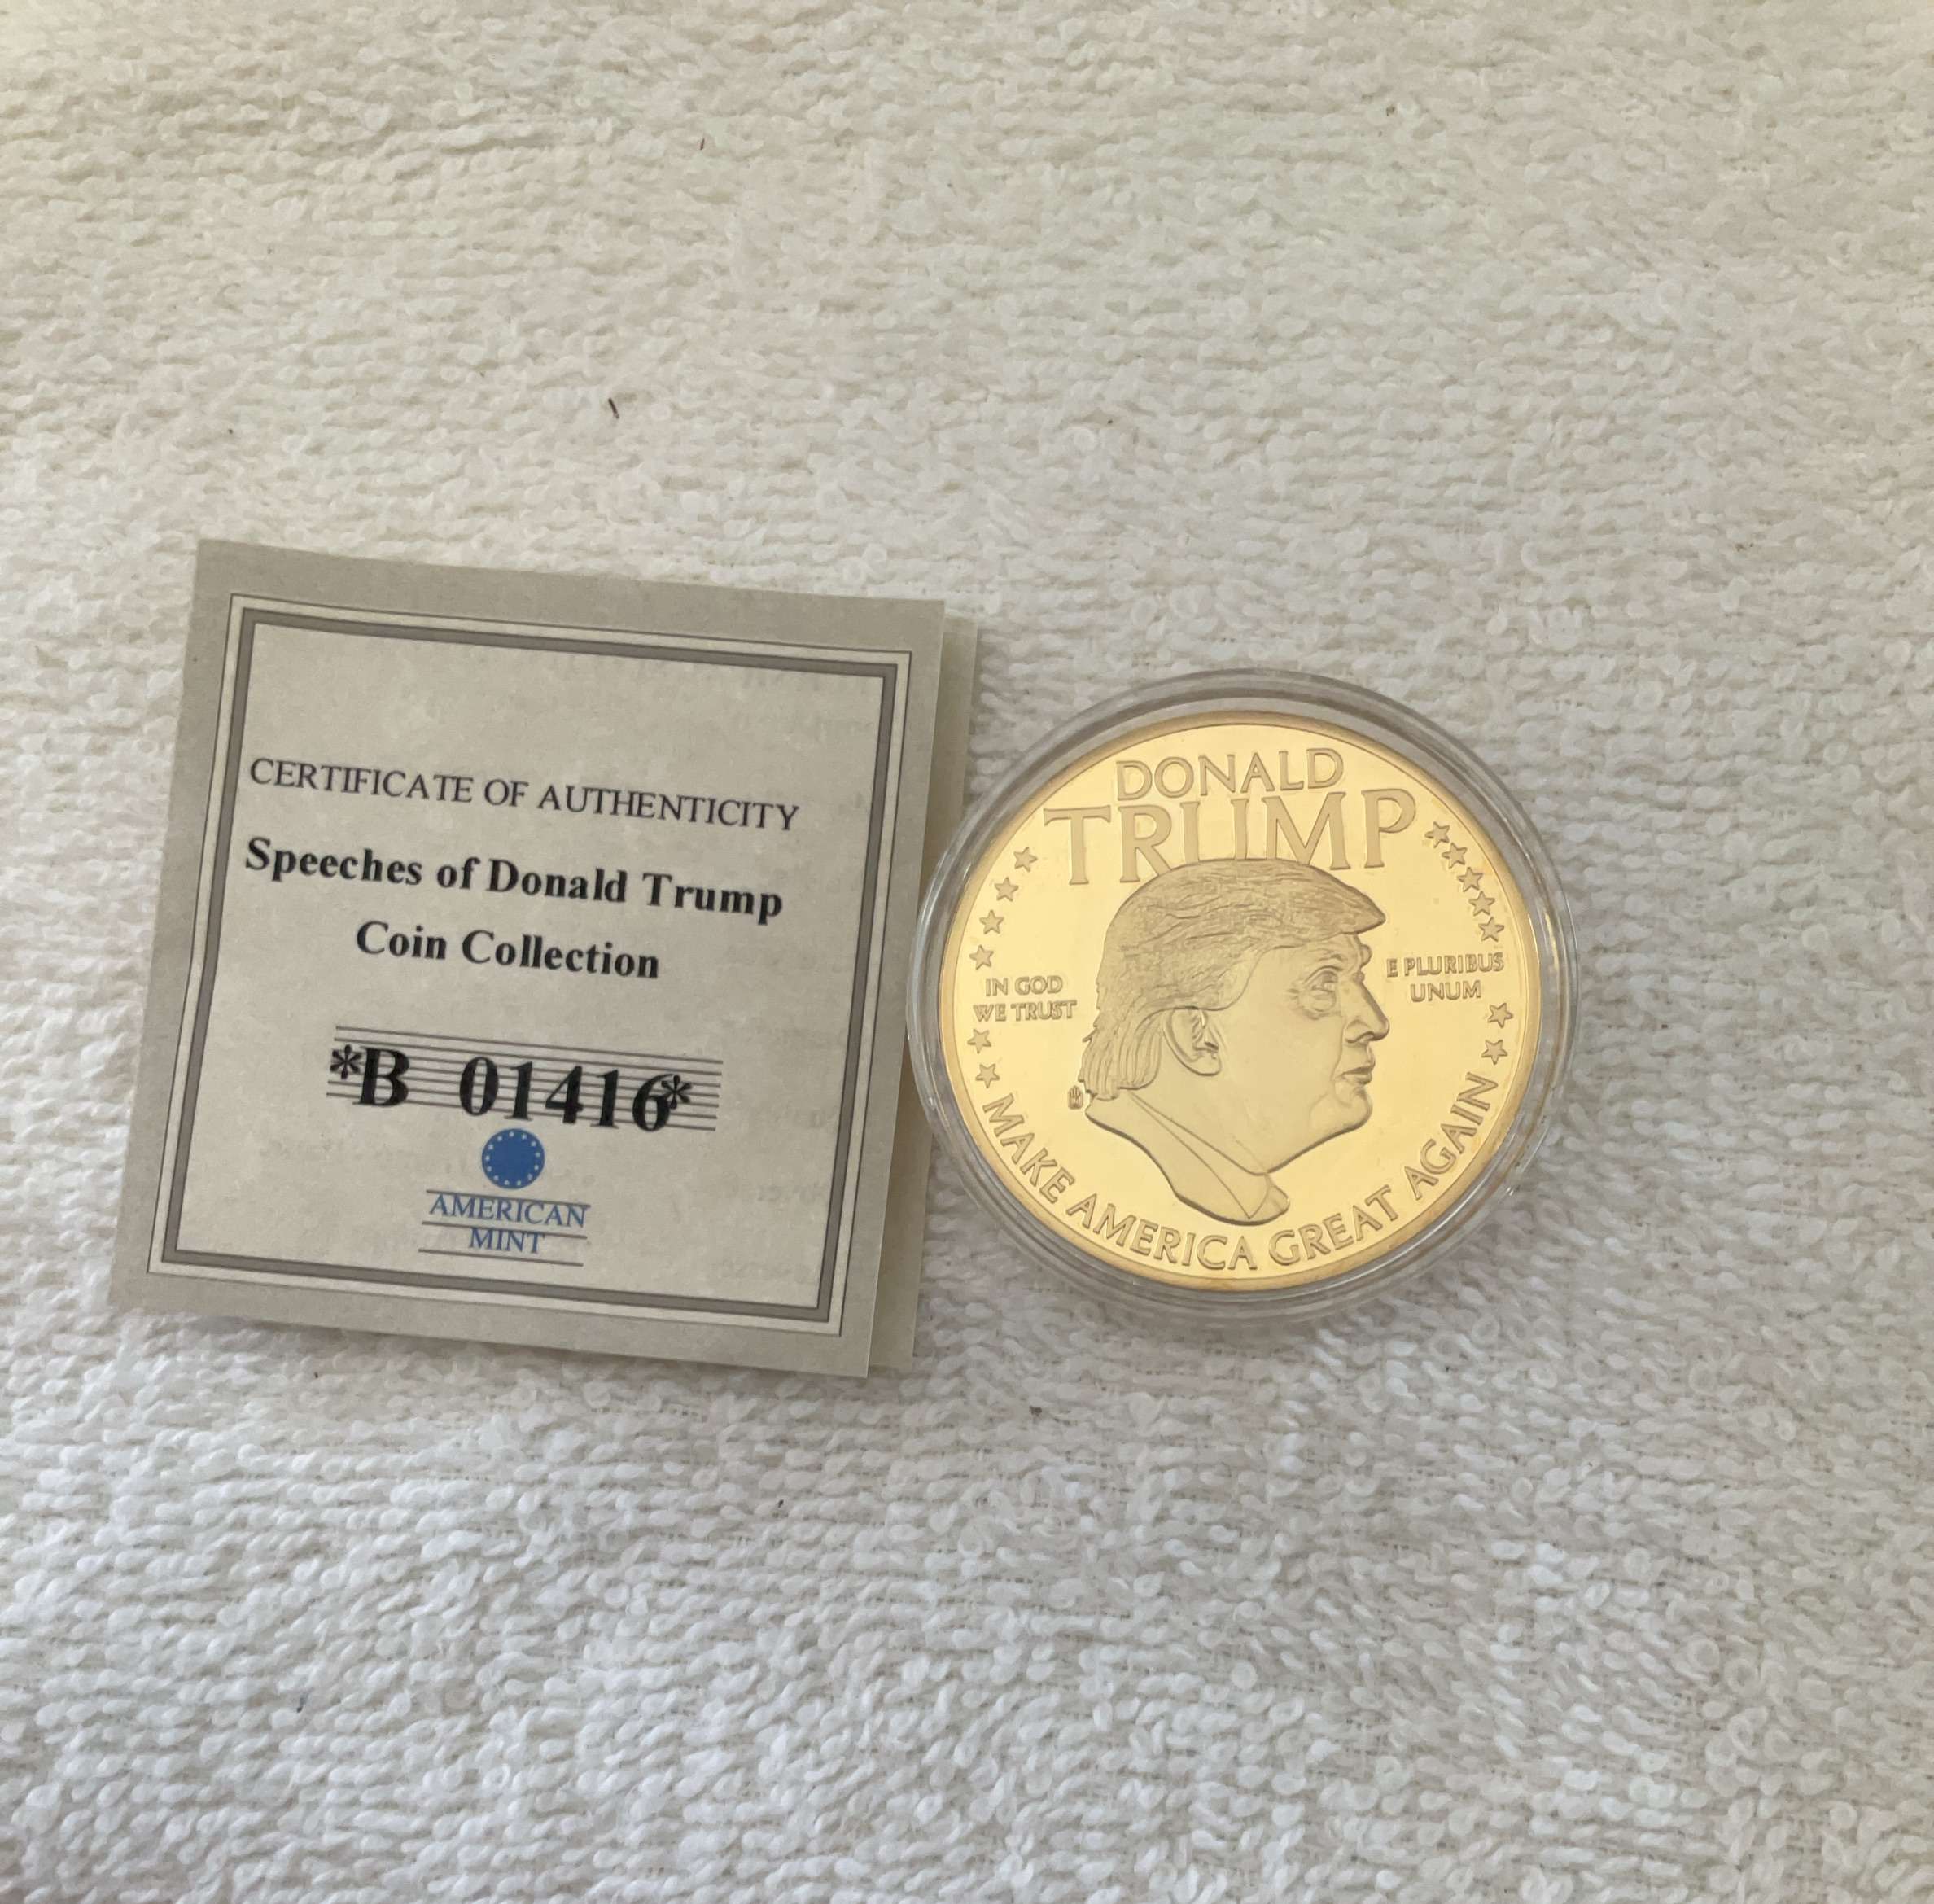 CERTIFICATE OF AUTHENTICITY
Speeches of Donald Trump
Coin Collection
*B 01416*
AMERICAN
MINT
DONALD
TRUMP
IN GOD
WE TRUST
E PLURIBUS
UNUM
MAKE AMERICA GREAT AGAIN